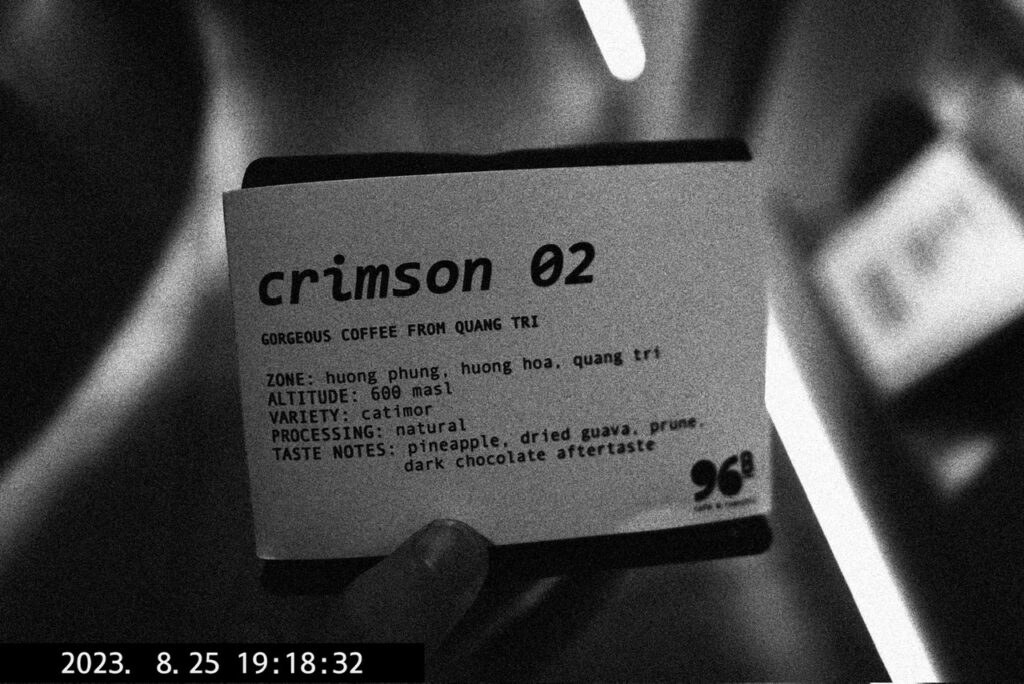 crimson 02
GORGEOUS COFFEE FROM QUANG TRI
ZONE: huong phung, huong hoa, quang tri
ALTITUDE: 600 masl
VARIETY: catimor
PROCESSING: natural
TASTE NOTES: pineapple, dried guava, prune,
dark chocolate aftertaste
96B
2023. 8.25 19:18:32